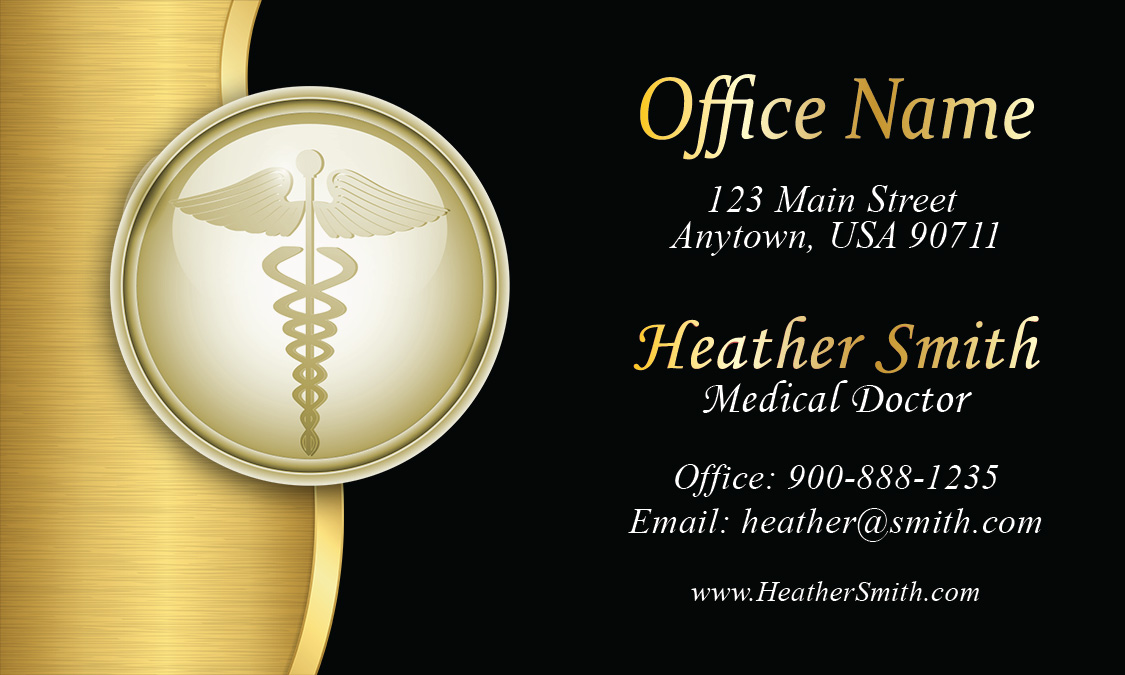 Office Name
123 Main Street
Anytown, USA 90711
Heather Smith
Medical Doctor
Office: 900-888-1235
Email: heather@smith.com
www.HeatherSmith.com